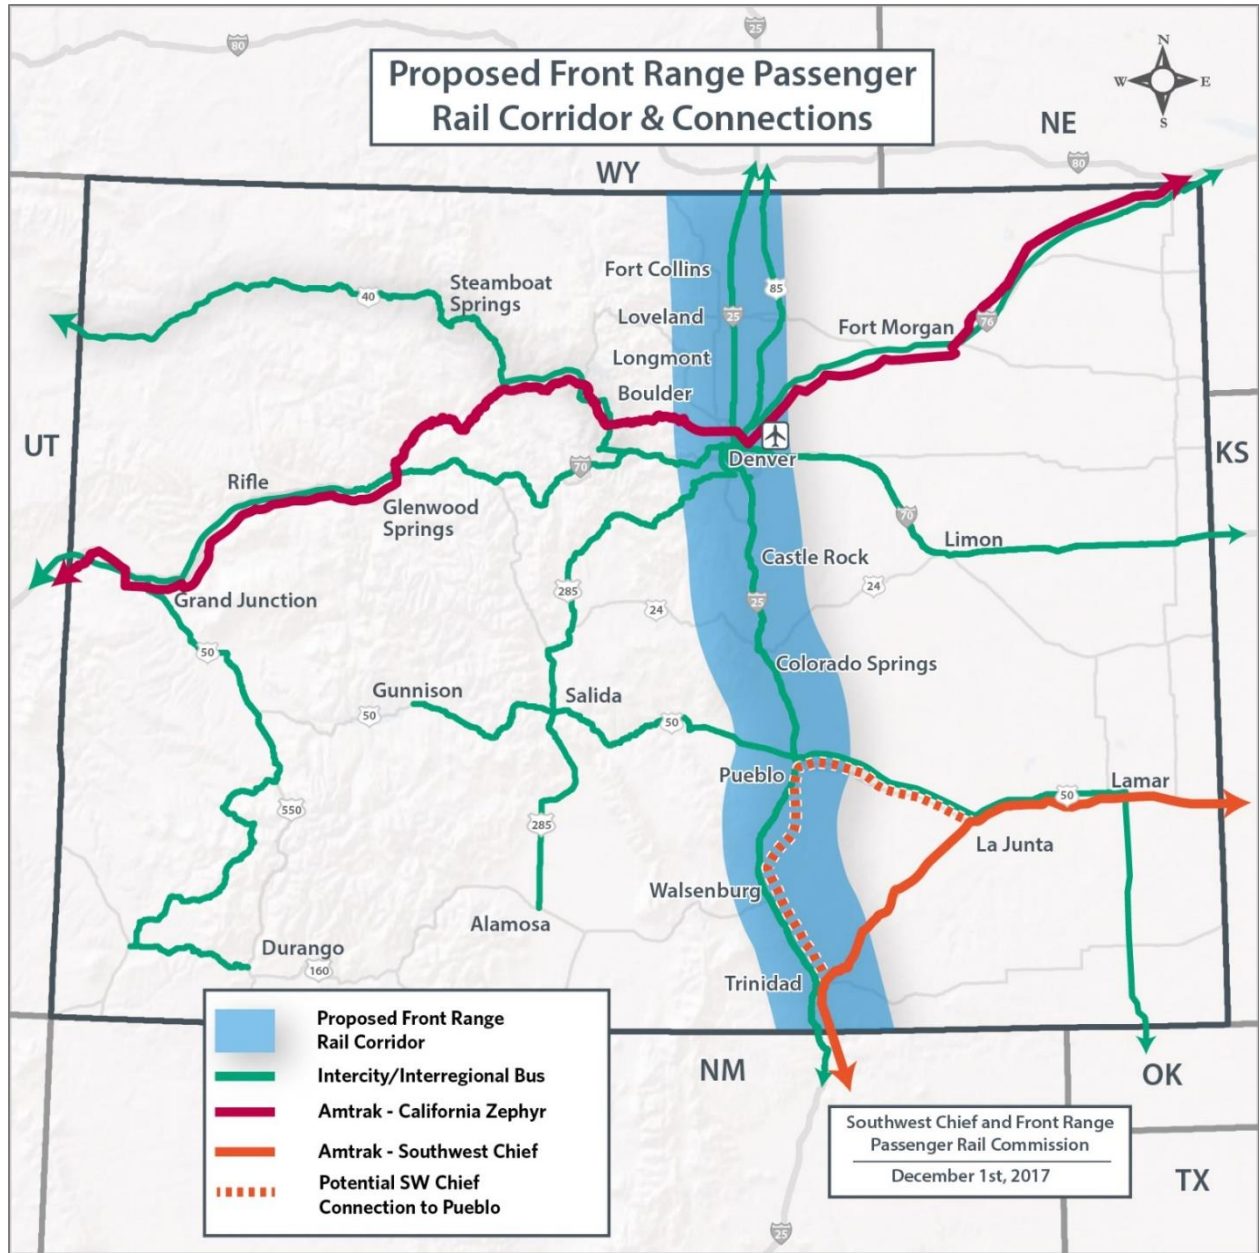 Proposed Front Range Passenger
Rail Corridor & Connections
N
W
E
S
25
80
NE
80
WY
85
Fort Collins
Steamboat
Springs
40
Loveland
25
Fort Morgan
76
Longmont
Boulder
UT
KS
Denver
70
Rifle
Glenwood
Springs
70
Limon
Castle Rock
24
285
24
25
Grand Junction
50
Colorado Springs
Gunnison
50
Salida
50
Pueblo
Lamar
50
550
285
La Junta
Walsenburg
Alamosa
Durango
160
Trinidad
NM
OK
TX
25
Proposed Front Range
Rail Corridor
Intercity/Interregional Bus
Amtrak - California Zephyr
Amtrak - Southwest Chief
Potential SW Chief
Connection to Pueblo
Southwest Chief and Front Range
Passenger Rail Commission
December 1st, 2017